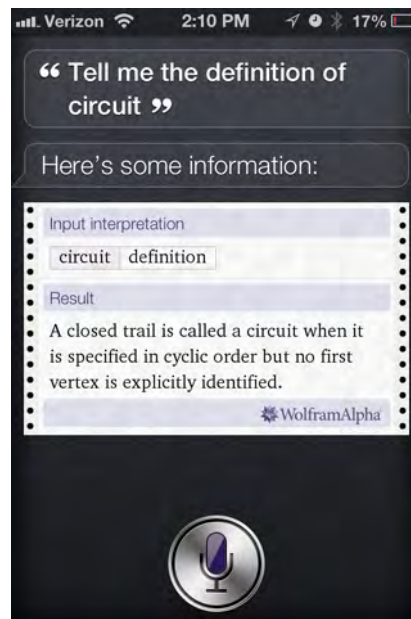 Verizon 2:10 PM 17%
“ Tell me the definition of
circuit ”
Here's some information:
Input interpretation
circuit definition
Result
A closed trail is called a circuit when it
is specified in cyclic order but no first
vertex is explicitly identified.
WolframAlpha